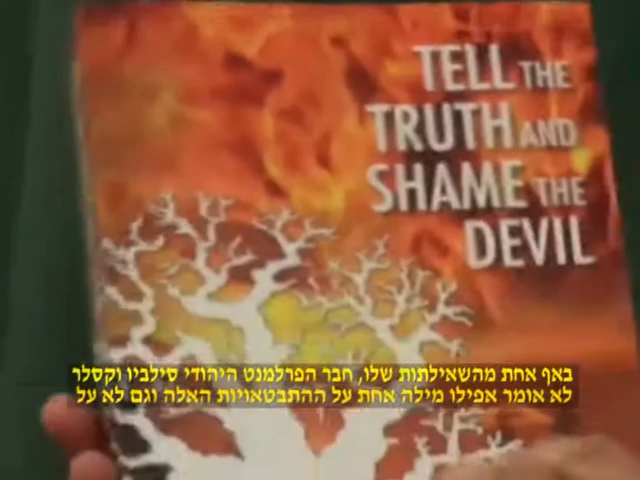 TELL THE
TRUTH AND
SHAME THE
DEVIL
באף אחת מהשאילתות שלו, חבר הפרלמנט היהודי סילביו וקסלר
לא אומר אפילו מילה אחת על ההתבטאויות האלה וגם לא על